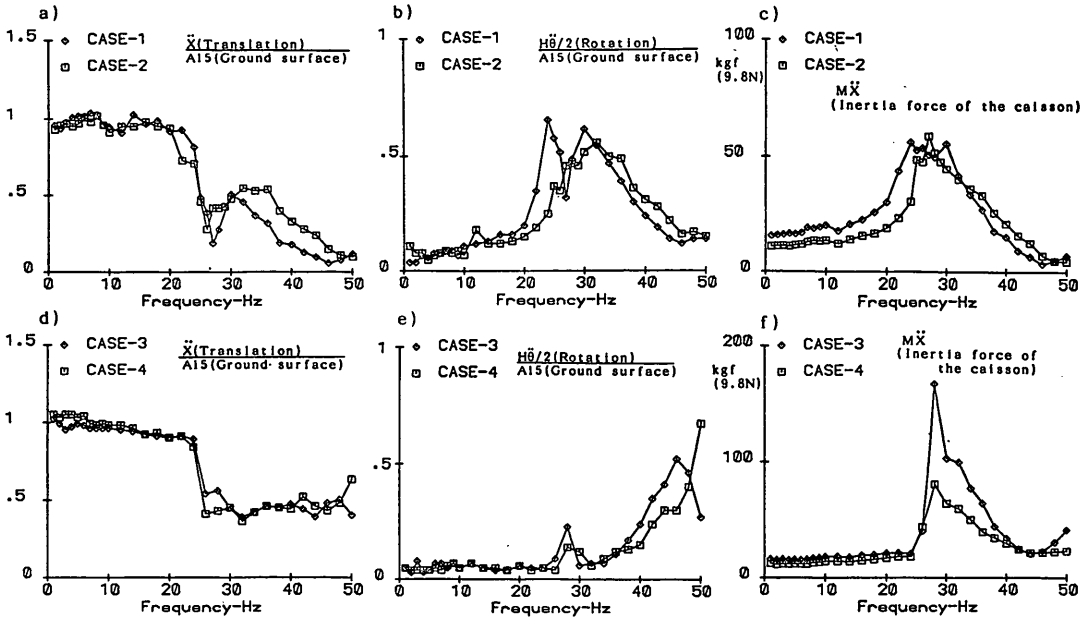 a)
1.5
1
.5
0
CASE-1
CASE-2
Ẍ(Translation)
A15(Ground surface)
0 10 20 30 40 50
Frequency-Hz
b)
1
.5
0
CASE-1
CASE-2
Hθ̈/2(Rotation)
A15(Ground surface)
0 10 20 30 40 50
Frequency-Hz
c)
kgf
(9.8N)
100
50
0
CASE-1
CASE-2
MẌ
(Inertia force of the caisson)
0 10 20 30 40 50
Frequency-Hz
d)
1.5
1
.5
0
CASE-3
CASE-4
Ẍ(Translation)
A15(Ground surface)
0 10 20 30 40 50
Frequency-Hz
e)
1
.5
0
CASE-3
CASE-4
Hθ̈/2(Rotation)
A15(Ground surface)
0 10 20 30 40 50
Frequency-Hz
f)
kgf
(9.8N)
200
100
0
CASE-3
CASE-4
MẌ
(Inertia force of
the caisson)
0 10 20 30 40 50
Frequency-Hz